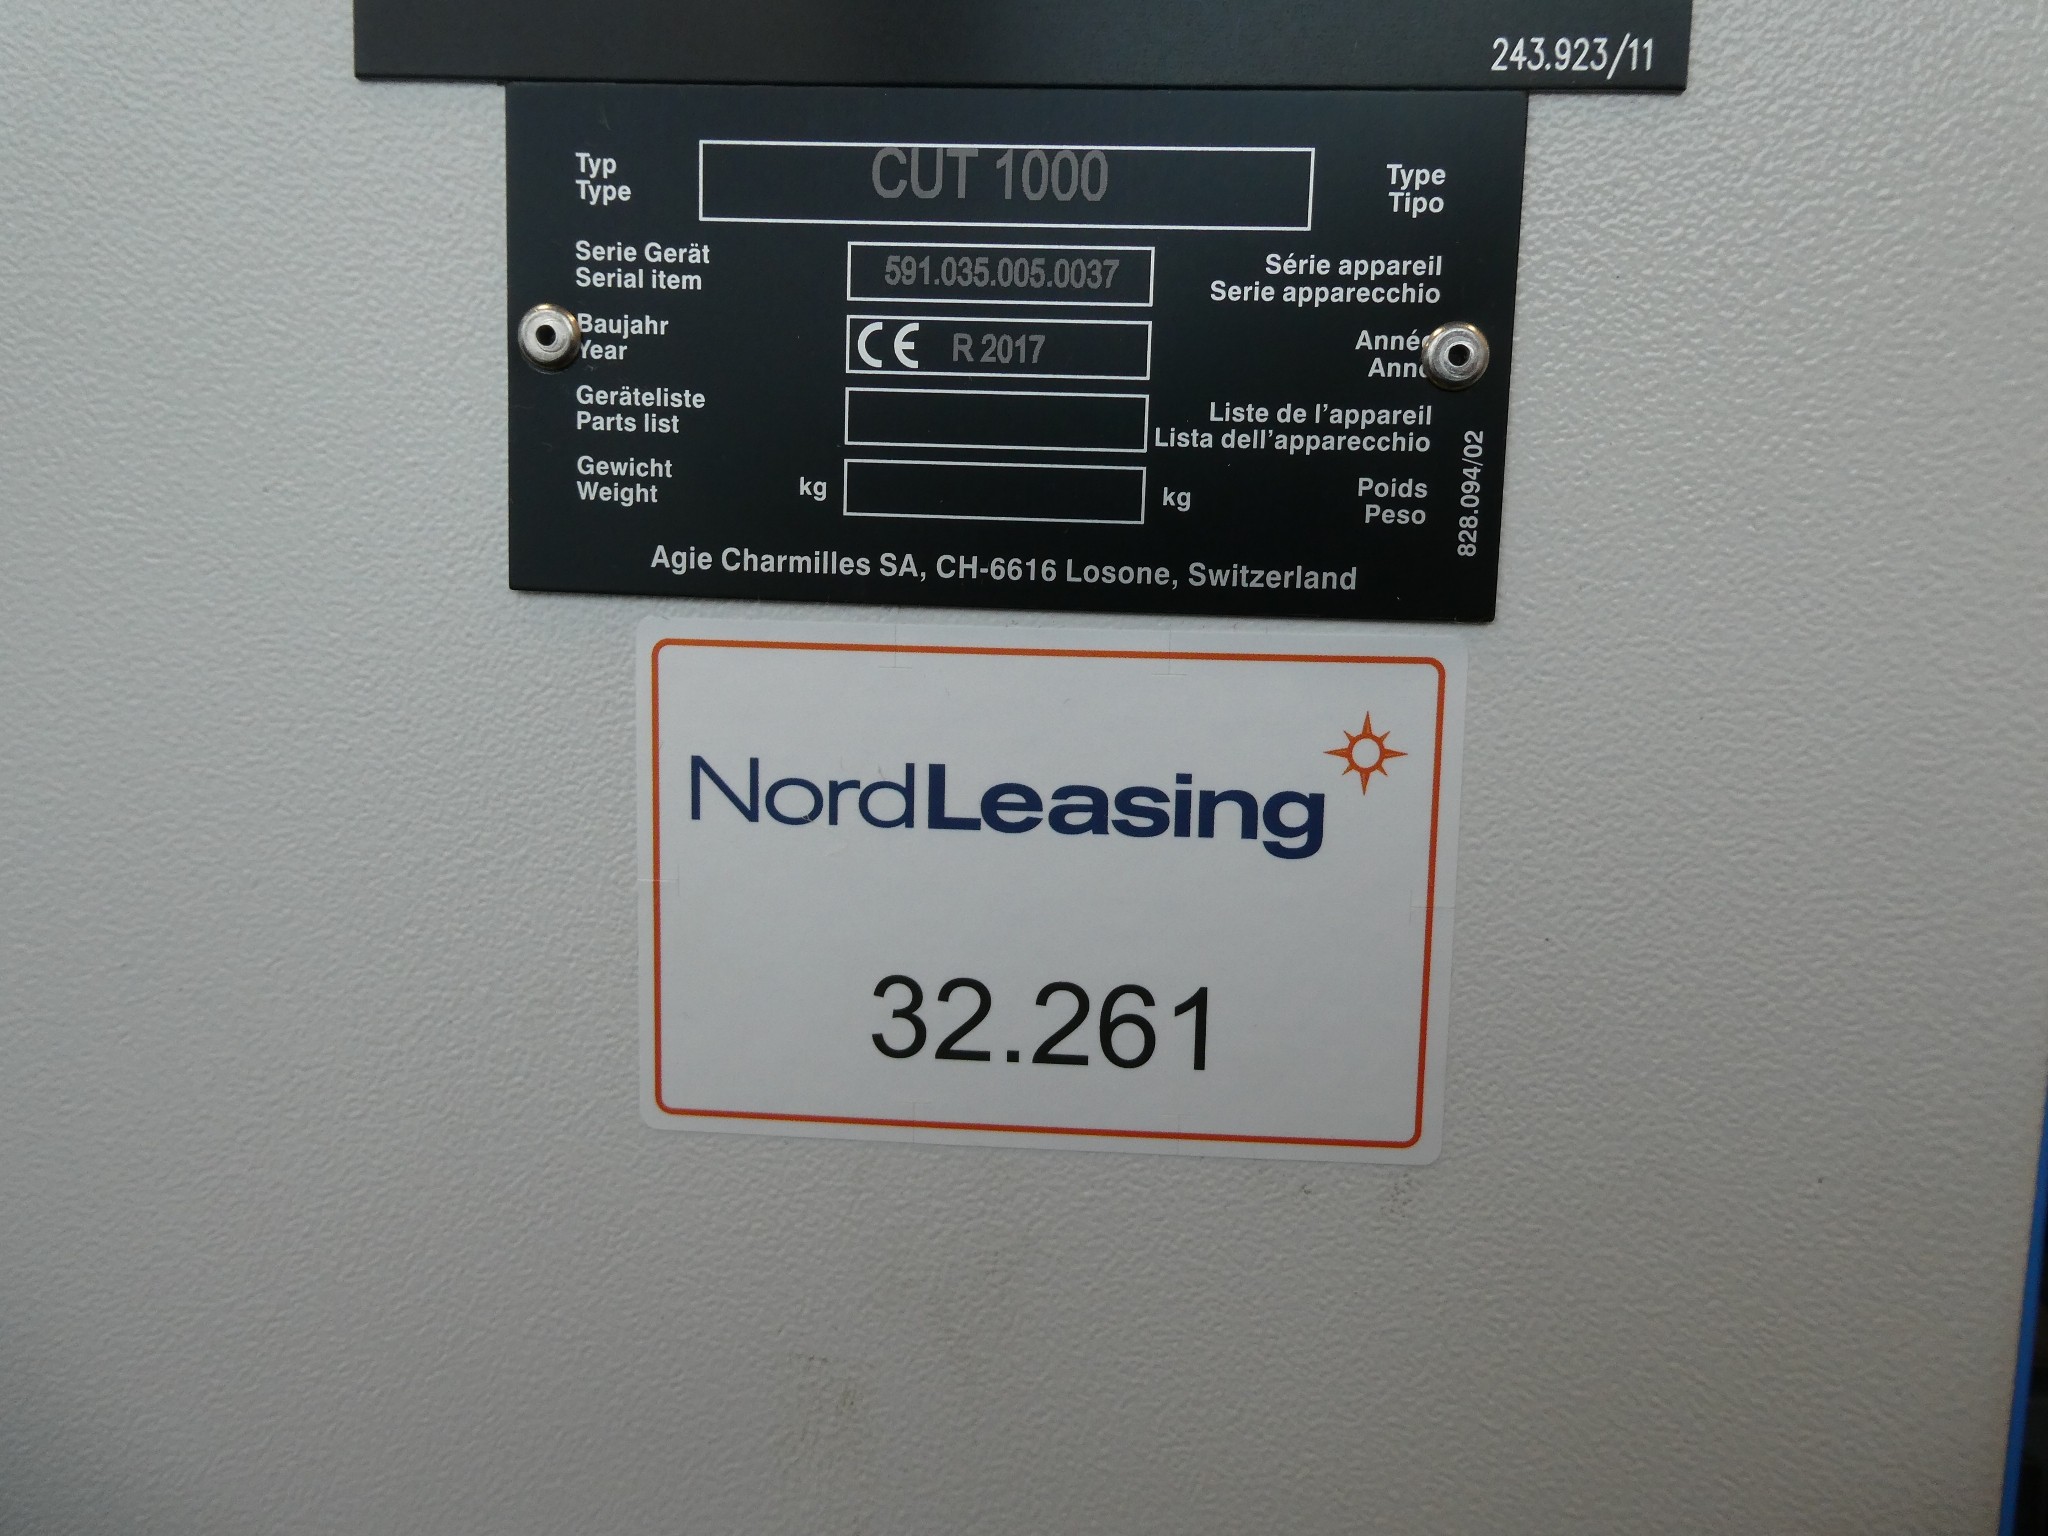 243.923/11
Typ
Type
CUT 1000
Type
Tipo
Serie Gerät
Serial item
591.035.005.0037
Série appareil
Serie apparecchio
Baujahr
Year
CE R 2017
Année
Anno
Geräteliste
Parts list
Liste de l'appareil
Lista dell'apparecchio
Gewicht
Weight
kg
kg
Poids
Peso
828.094/02
Agie Charmilles SA, CH-6616 Losone, Switzerland
NordLeasing
32.261